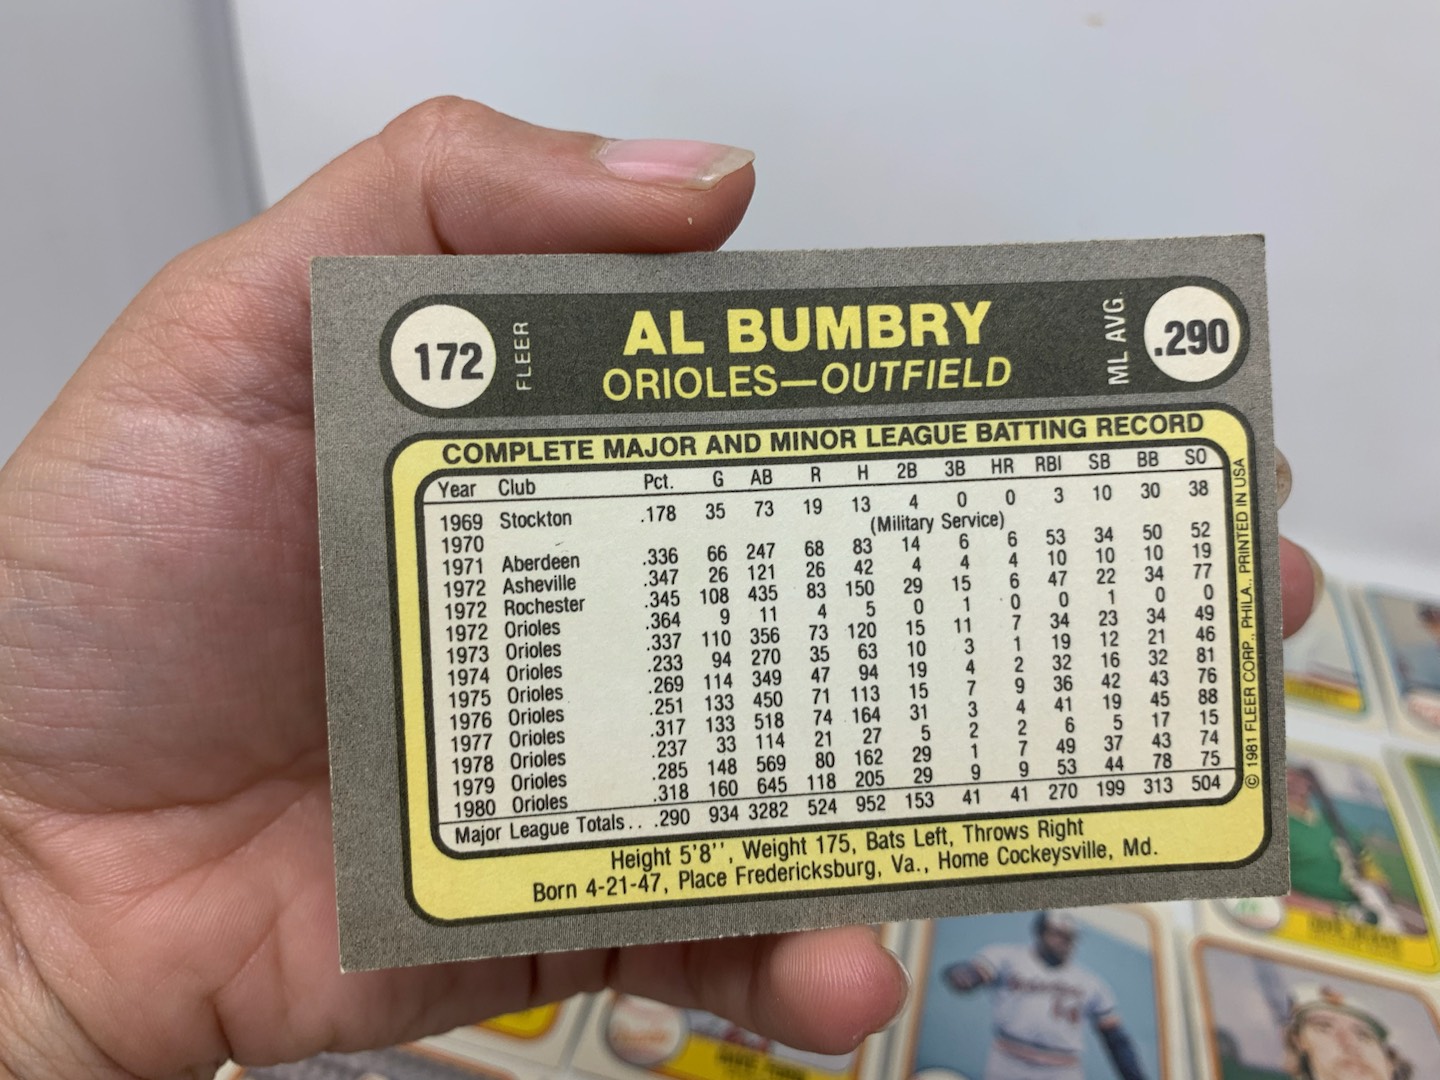 172 FLEER AL BUMBRY ML AVG. .290
ORIOLES—OUTFIELD
COMPLETE MAJOR AND MINOR LEAGUE BATTING RECORD
Year Club Pct. G AB R H 2B 3B HR RBI SB BB SO
1969 Stockton .178 35 73 19 13 4 0 0 3 10 30 38
1970 (Military Service)
1971 Aberdeen .336 66 247 68 83 14 6 6 53 34 50 52
1972 Asheville .347 26 121 26 42 4 4 4 10 10 10 19
1972 Rochester .345 108 435 83 150 29 15 6 47 22 34 77
1972 Orioles .364 9 11 4 5 0 1 0 0 1 0 0
1973 Orioles .337 110 356 73 120 15 11 7 34 23 34 49
1974 Orioles .233 94 270 35 63 10 3 1 19 12 21 46
1975 Orioles .269 114 349 47 94 19 4 2 32 16 32 81
1976 Orioles .251 133 450 71 113 15 7 9 36 42 43 76
1977 Orioles .317 133 518 74 164 31 3 4 41 19 45 88
1978 Orioles .237 33 114 21 27 5 2 2 6 5 17 15
1979 Orioles .285 148 569 80 162 29 1 7 49 37 43 74
1980 Orioles .318 160 645 118 205 29 9 9 53 44 78 75
Major League Totals . . .290 934 3282 524 952 153 41 41 270 199 313 504
Height 5'8'', Weight 175, Bats Left, Throws Right
Born 4-21-47, Place Fredericksburg, Va., Home Cockeysville, Md.
© 1981 FLEER CORP., PHILA., PRINTED IN USA